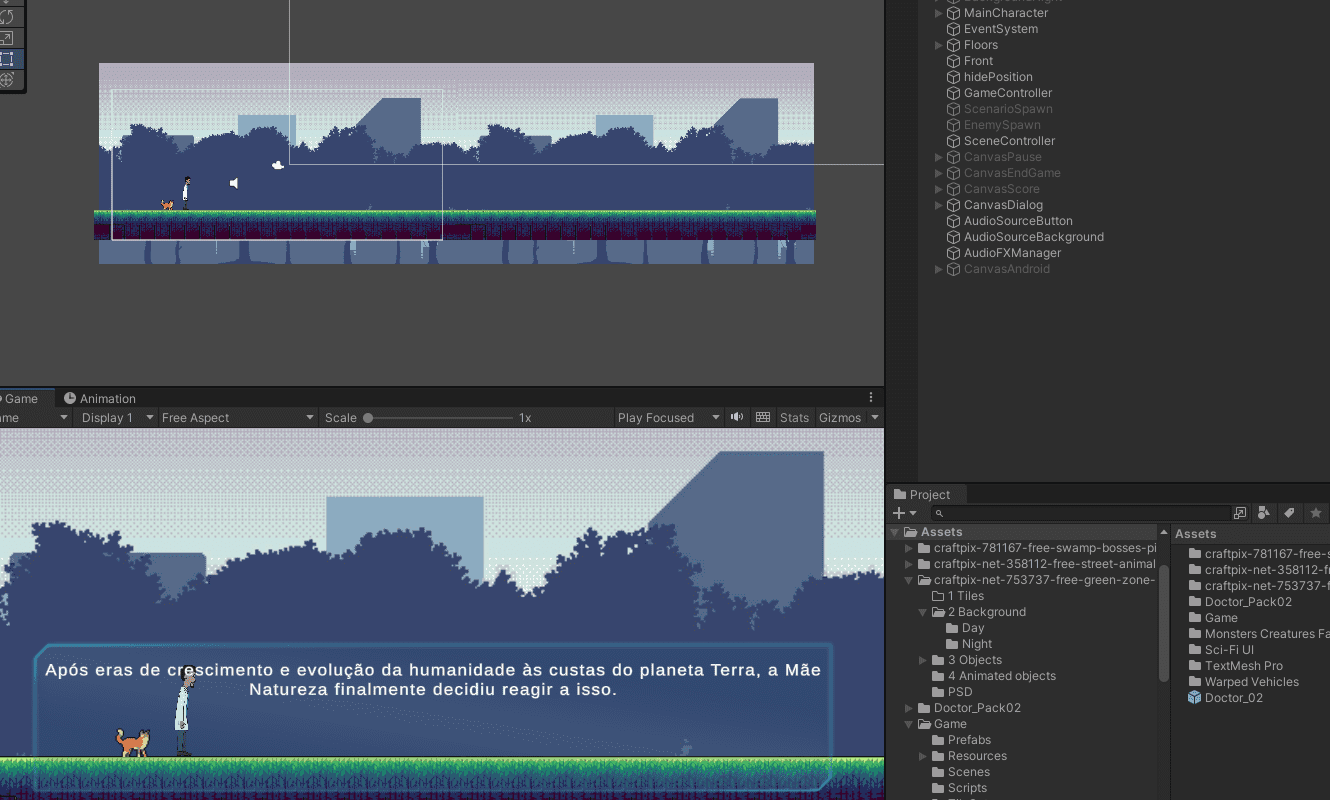 MainCharacter
EventSystem
Floors
Front
hidePosition
GameController
ScenarioSpawn
EnemySpawn
SceneController
CanvasPause
CanvasEndGame
CanvasScore
CanvasDialog
AudioSourceButton
AudioSourceBackground
AudioFXManager
CanvasAndroid
Game
Animation
Display 1
Free Aspect
Scale
1x
Play Focused
Stats
Gizmos
Após eras de crescimento e evolução da humanidade às custas do planeta Terra, a Mãe
Natureza finalmente decidiu reagir a isso.
Project
Assets
craftpix-781167-free-swamp-bosses-pi
craftpix-net-358112-free-street-animal
craftpix-net-753737-free-green-zone-
1 Tiles
2 Background
Day
Night
3 Objects
4 Animated objects
PSD
Doctor_Pack02
Game
Prefabs
Resources
Scenes
Scripts
Assets
craftpix-781167-free-s
craftpix-net-358112-fr
craftpix-net-753737-f
Doctor_Pack02
Game
Monsters Creatures Fa
Sci-Fi UI
TextMesh Pro
Warped Vehicles
Doctor_02